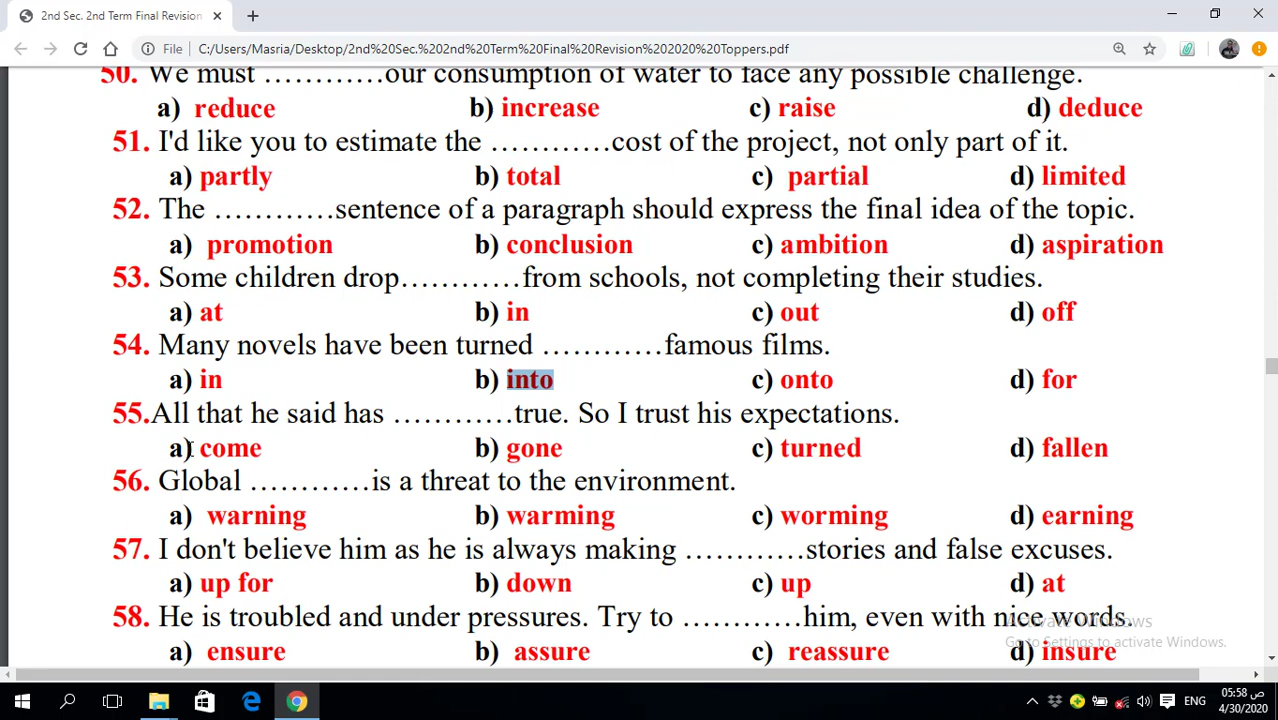 2nd Sec. 2nd Term Final Revision
File C:/Users/Masria/Desktop/2nd%20Sec.%202nd%20Term%20Final%20Revision%202020%20Toppers.pdf
50. We must …………our consumption of water to face any possible challenge.
a) reduce b) increase c) raise d) deduce
51. I'd like you to estimate the …………cost of the project, not only part of it.
a) partly b) total c) partial d) limited
52. The …………sentence of a paragraph should express the final idea of the topic.
a) promotion b) conclusion c) ambition d) aspiration
53. Some children drop…………from schools, not completing their studies.
a) at b) in c) out d) off
54. Many novels have been turned …………famous films.
a) in b) into c) onto d) for
55.All that he said has …………true. So I trust his expectations.
a) come b) gone c) turned d) fallen
56. Global …………is a threat to the environment.
a) warning b) warming c) worming d) earning
57. I don't believe him as he is always making …………stories and false excuses.
a) up for b) down c) up d) at
58. He is troubled and under pressures. Try to …………him, even with nice words.
Activate Windows
Go to Settings to activate Windows.
a) ensure b) assure c) reassure d) insure
ENG
05:58 ص
4/30/2020